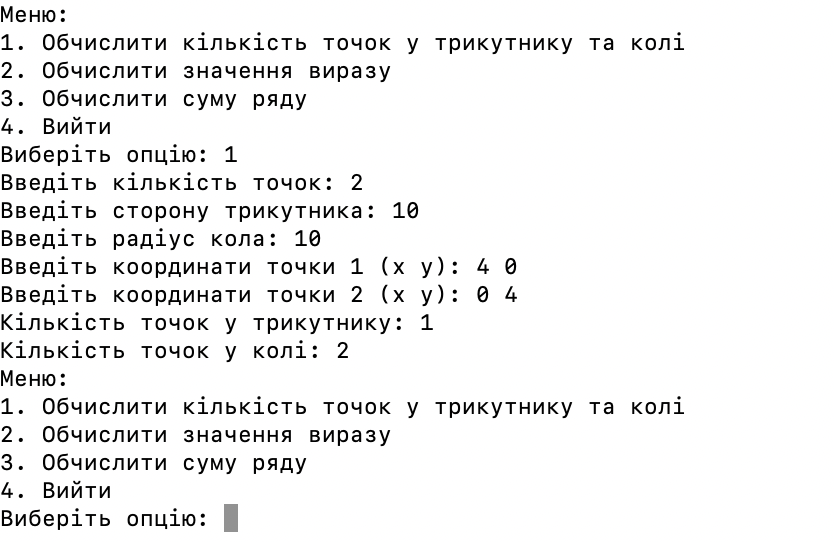 Меню:
1. Обчислити кількість точок у трикутнику та колі
2. Обчислити значення виразу
3. Обчислити суму ряду
4. Вийти
Виберіть опцію: 1
Введіть кількість точок: 2
Введіть сторону трикутника: 10
Введіть радіус кола: 10
Введіть координати точки 1 (x y): 4 0
Введіть координати точки 2 (x y): 0 4
Кількість точок у трикутнику: 1
Кількість точок у колі: 2
Меню:
1. Обчислити кількість точок у трикутнику та колі
2. Обчислити значення виразу
3. Обчислити суму ряду
4. Вийти
Виберіть опцію: